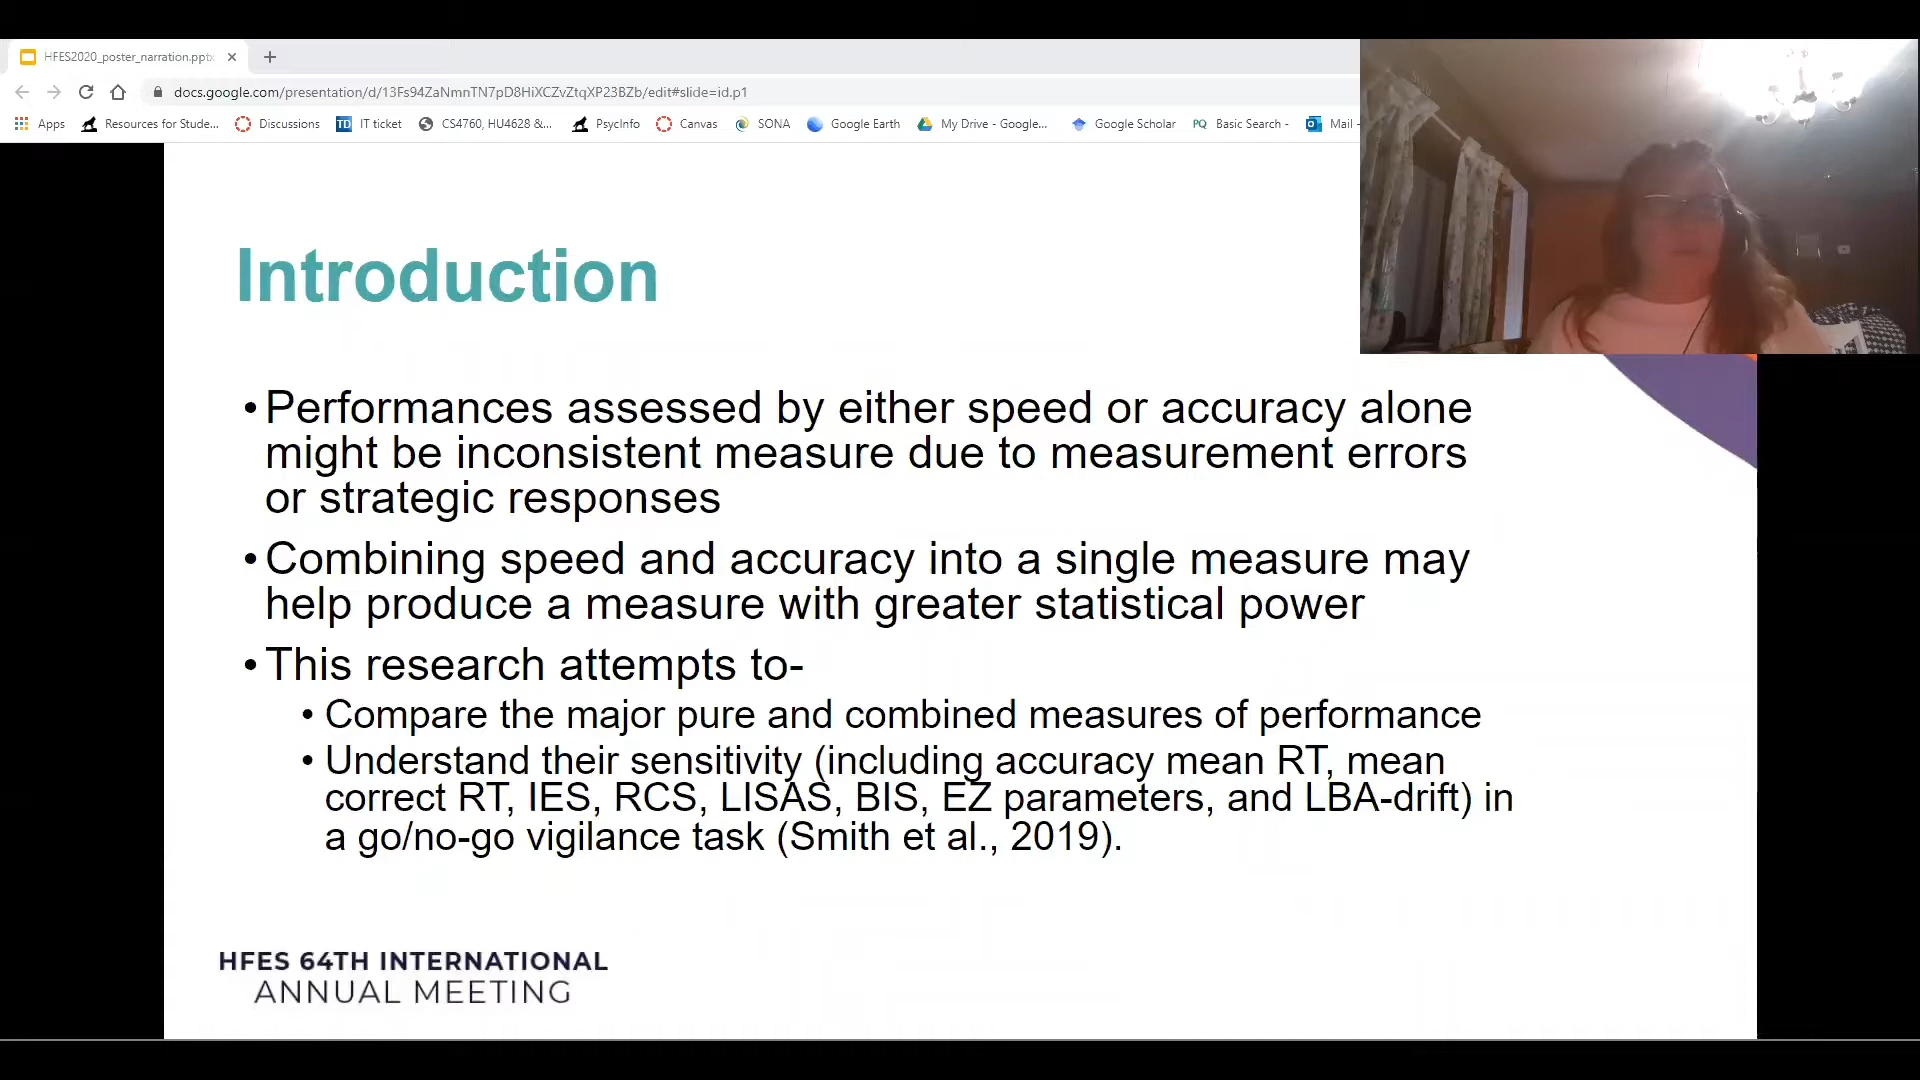 HFES2020_poster_narration.pptx
docs.google.com/presentation/d/13Fs94ZaNmnTN7pD8HiXCZvZtqXP23BZb/edit#slide=id.p1
Apps Resources for Stude... Discussions TD IT ticket CS4760, HU4628 &... PsycInfo Canvas SONA Google Earth My Drive - Google... Google Scholar PQ Basic Search - Mail -
Introduction
•Performances assessed by either speed or accuracy alone
might be inconsistent measure due to measurement errors
or strategic responses
•Combining speed and accuracy into a single measure may
help produce a measure with greater statistical power
•This research attempts to-
• Compare the major pure and combined measures of performance
• Understand their sensitivity (including accuracy mean RT, mean
correct RT, IES, RCS, LISAS, BIS, EZ parameters, and LBA-drift) in
a go/no-go vigilance task (Smith et al., 2019).
HFES 64TH INTERNATIONAL
ANNUAL MEETING